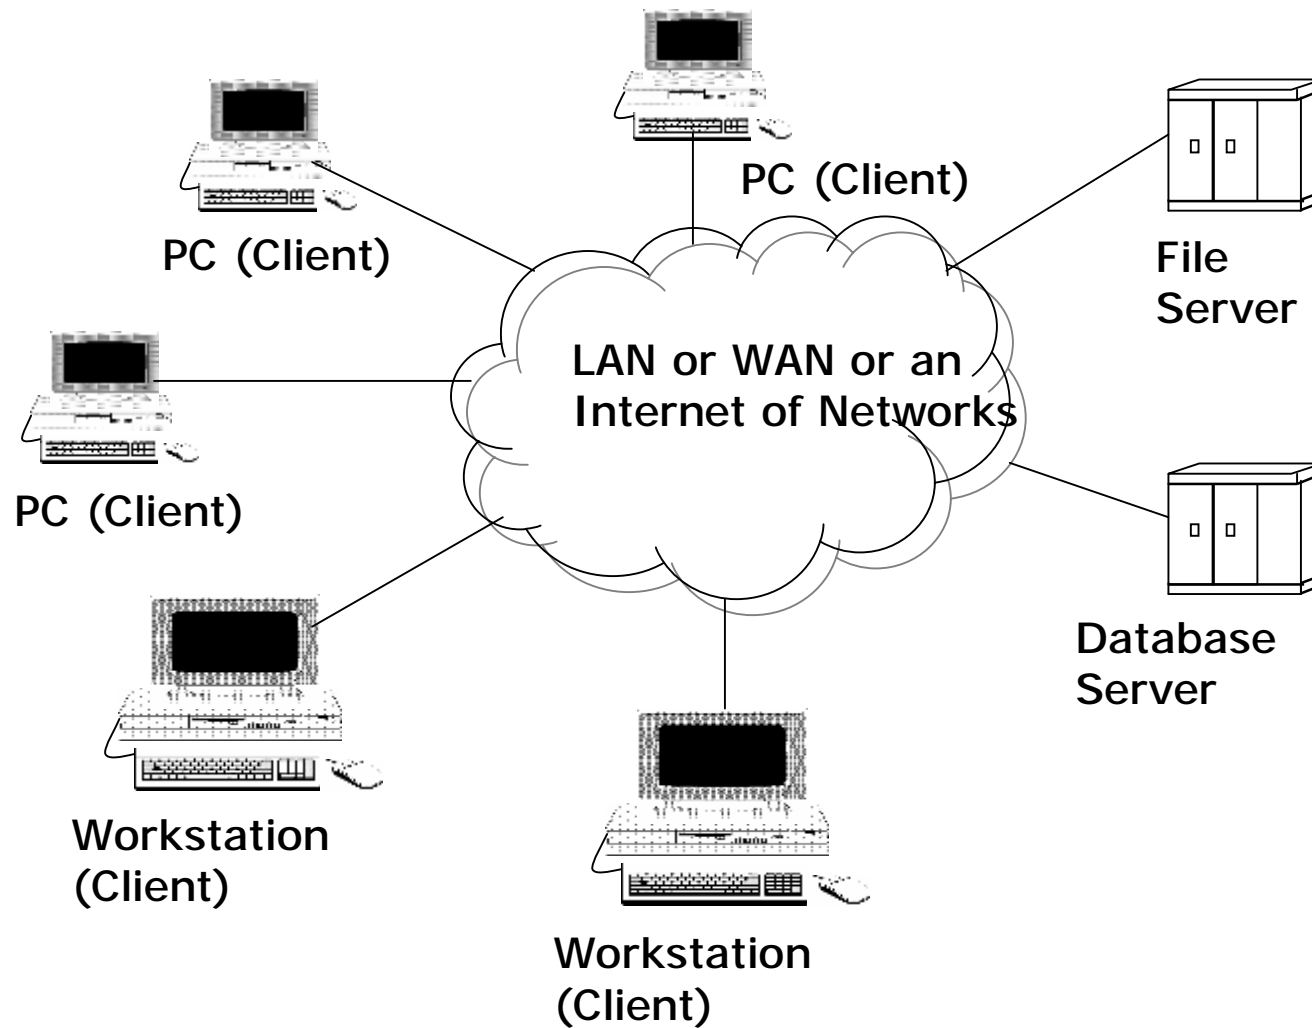 PC (Client)
PC (Client)
File
Server
LAN or WAN or an
Internet of Networks
PC (Client)
Database
Server
Workstation
(Client)
Workstation
(Client)